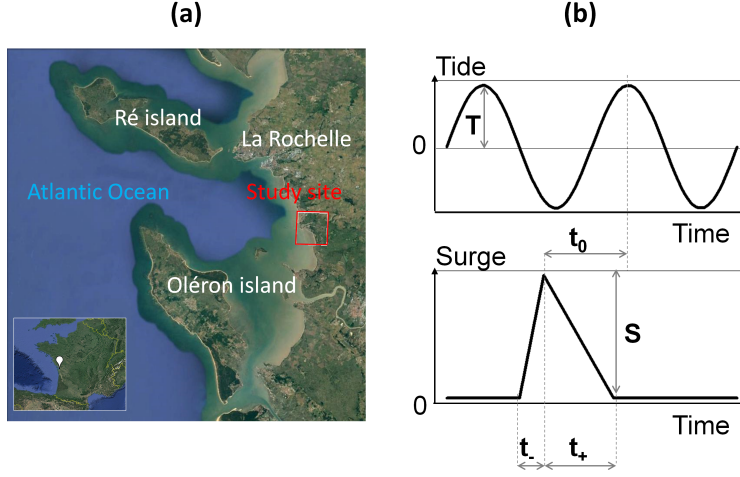 (a)
(b)
Ré island
La Rochelle
Atlantic Ocean
Study site
Oléron island
Tide
T
0
Time
t0
Surge
S
0
Time
t-
t+